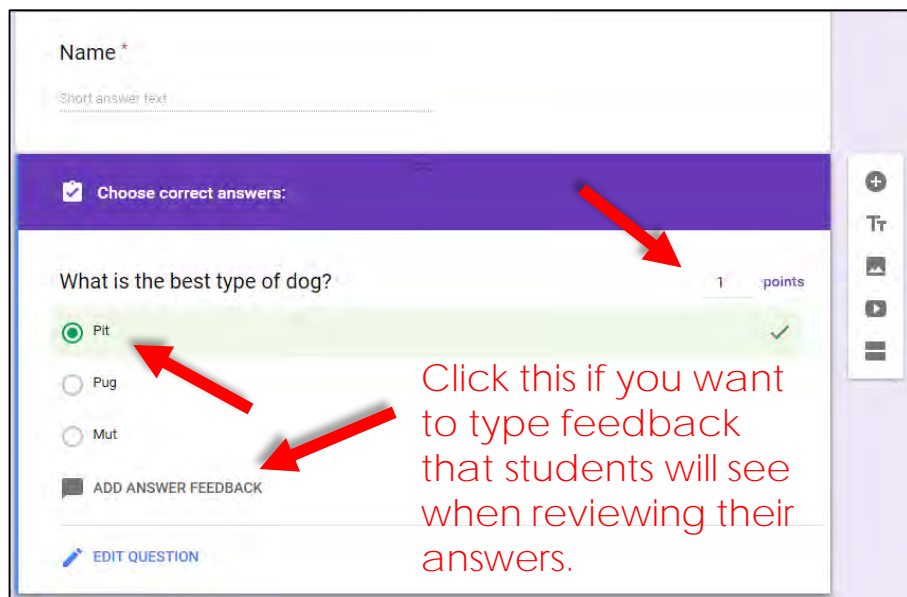 Name *
Short answer text
Choose correct answers:
What is the best type of dog?
1 points
Pit
Pug
Mut
ADD ANSWER FEEDBACK
EDIT QUESTION
Click this if you want
to type feedback
that students will see
when reviewing their
answers.
Tт